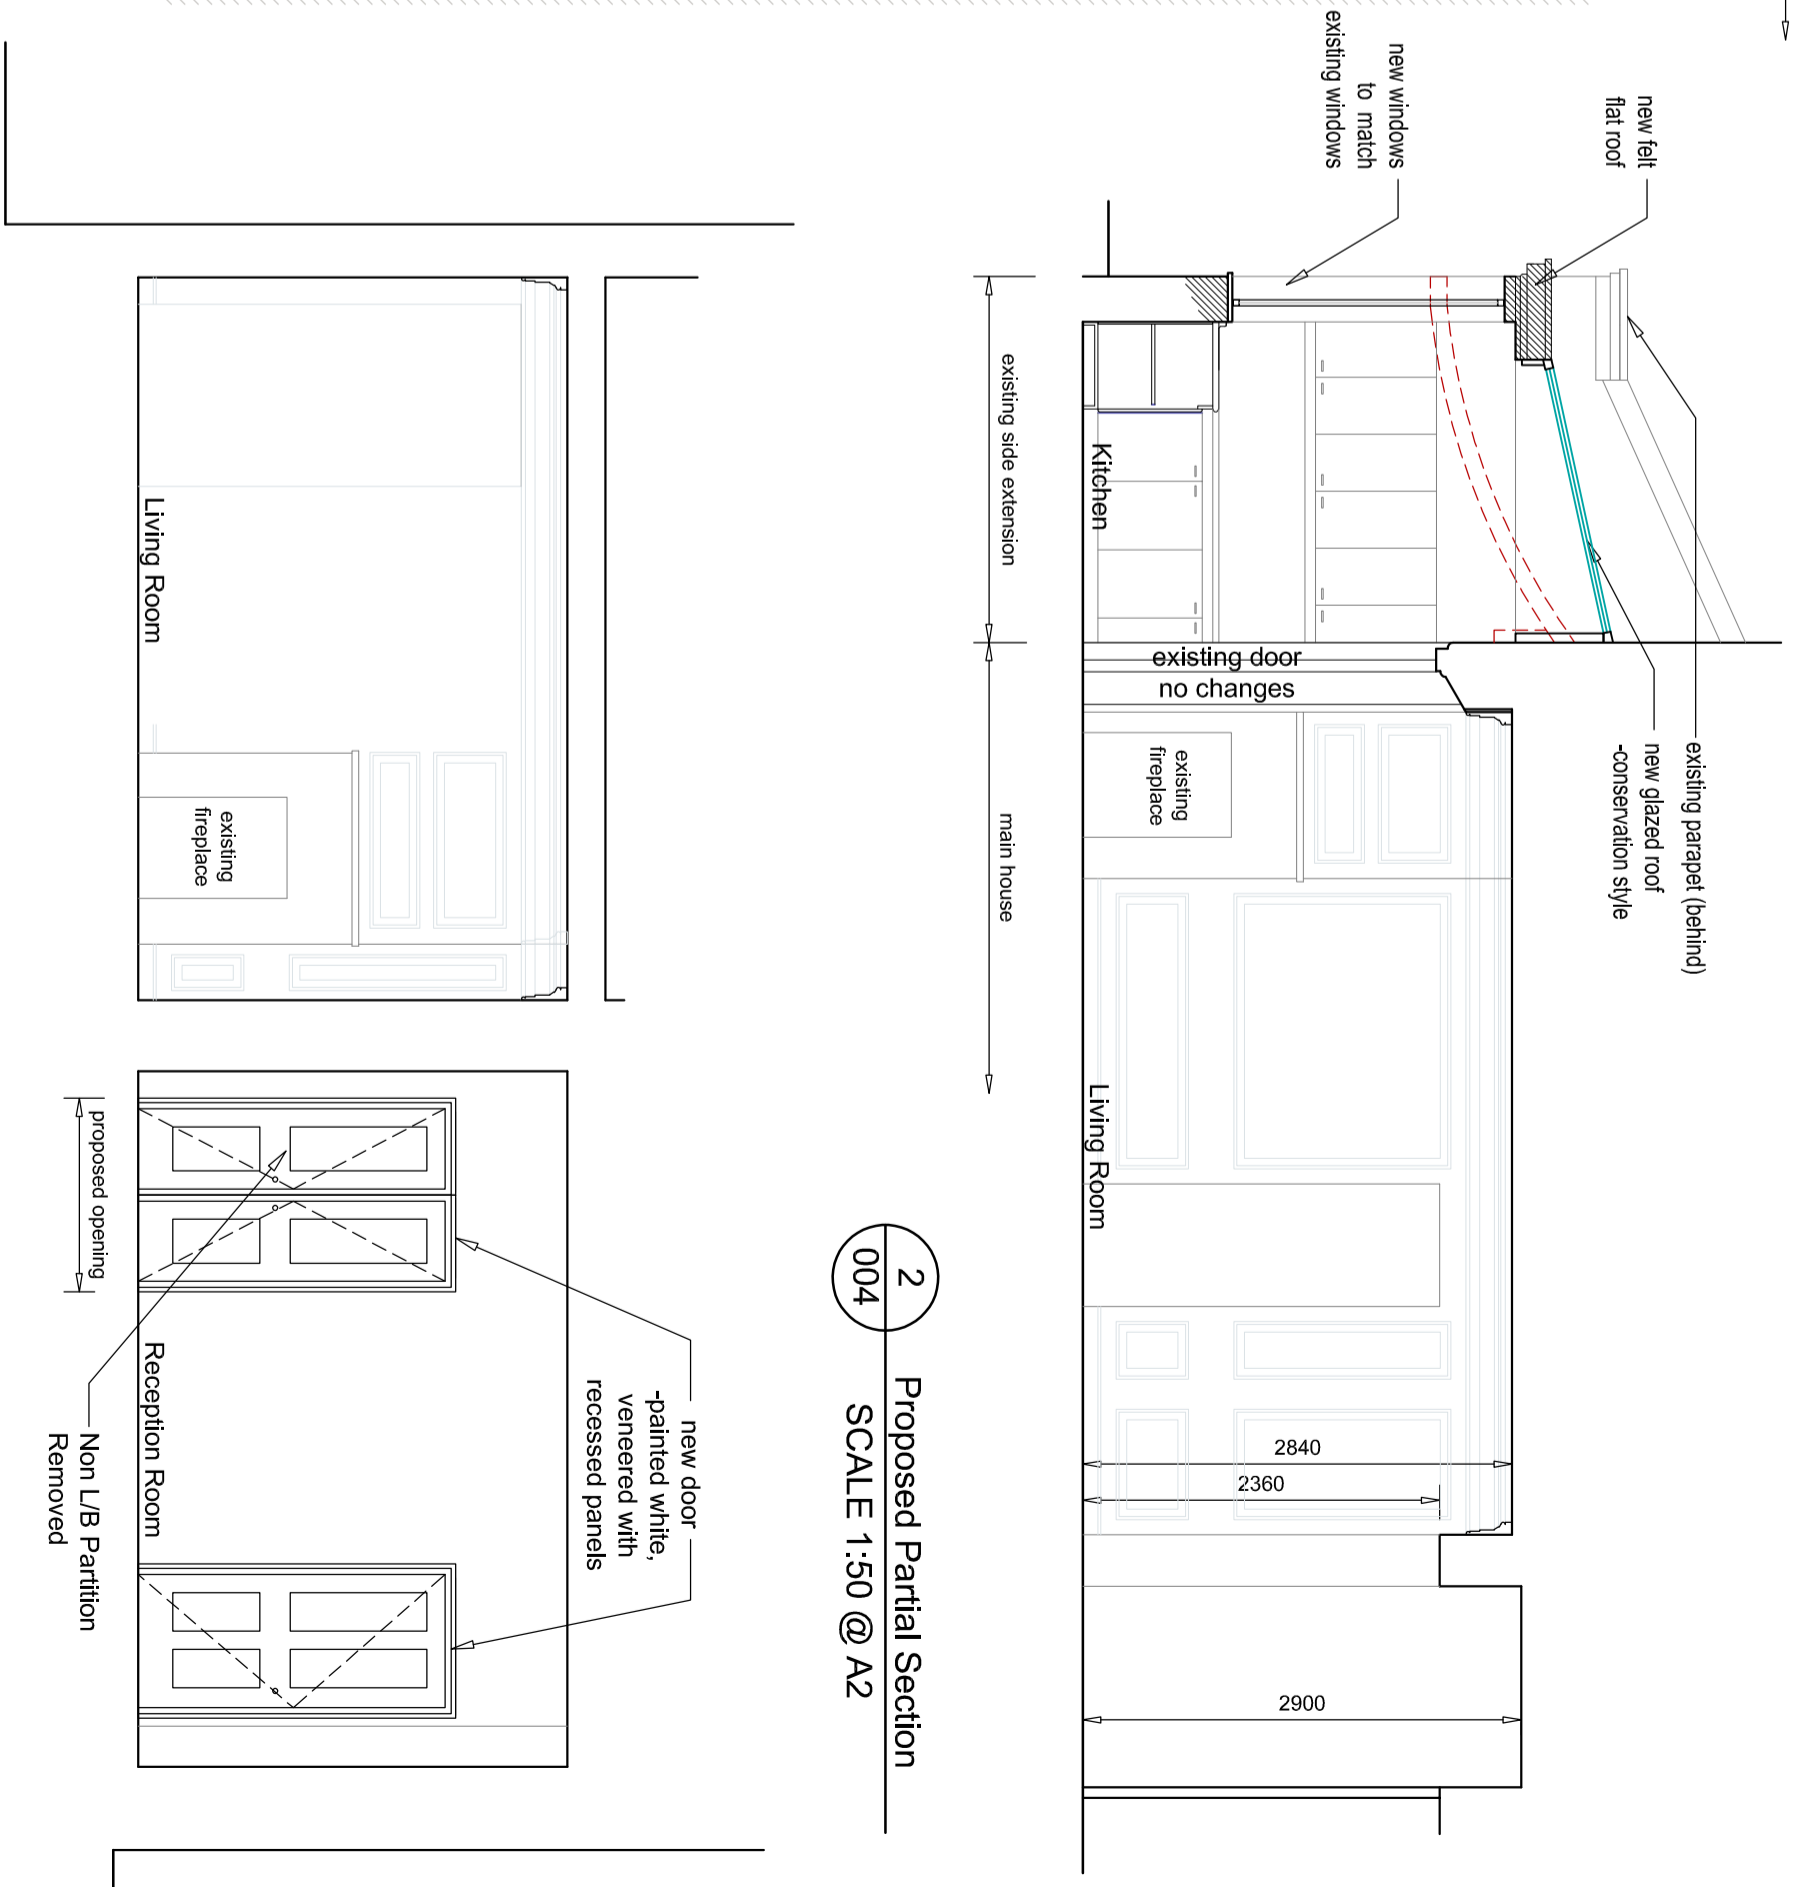 new felt
flat roof
new windows
to match
existing windows
existing parapet (behind)
new glazed roof
-conservation style
Kitchen
existing door
no changes
existing
fireplace
Living Room
2840
2360
2900
existing side extension
main house
2
004
Proposed Partial Section
SCALE 1:50 @ A2
Living Room
existing
fireplace
new door
-painted white,
veneered with
recessed panels
Reception Room
proposed opening
Non L/B Partition
Removed